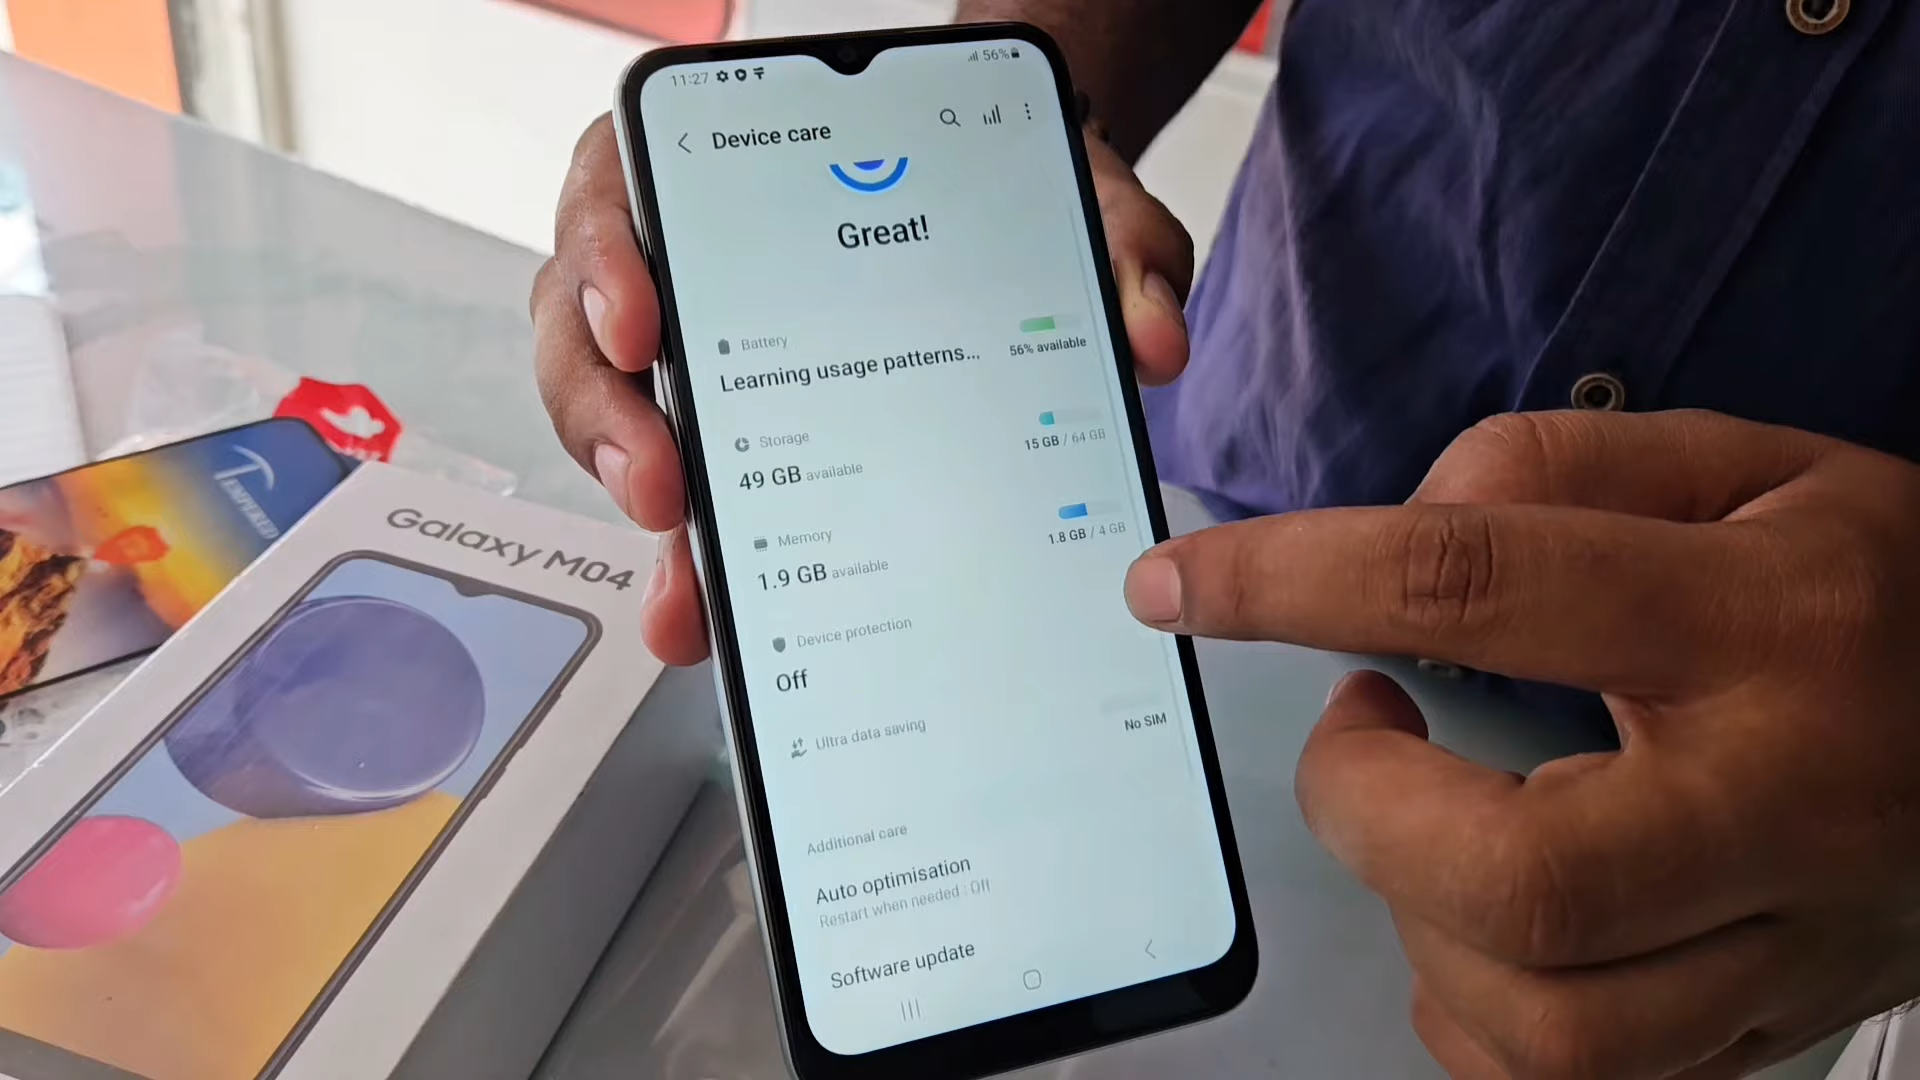 11:27
56%
Device care
Great!
Battery
Learning usage patterns...
56% available
Storage
49 GB available
15 GB / 64 GB
Memory
1.9 GB available
1.8 GB / 4 GB
Device protection
Off
Ultra data saving
No SIM
Additional care
Auto optimisation
Restart when needed : Off
Software update
Galaxy M04
TEMPERED